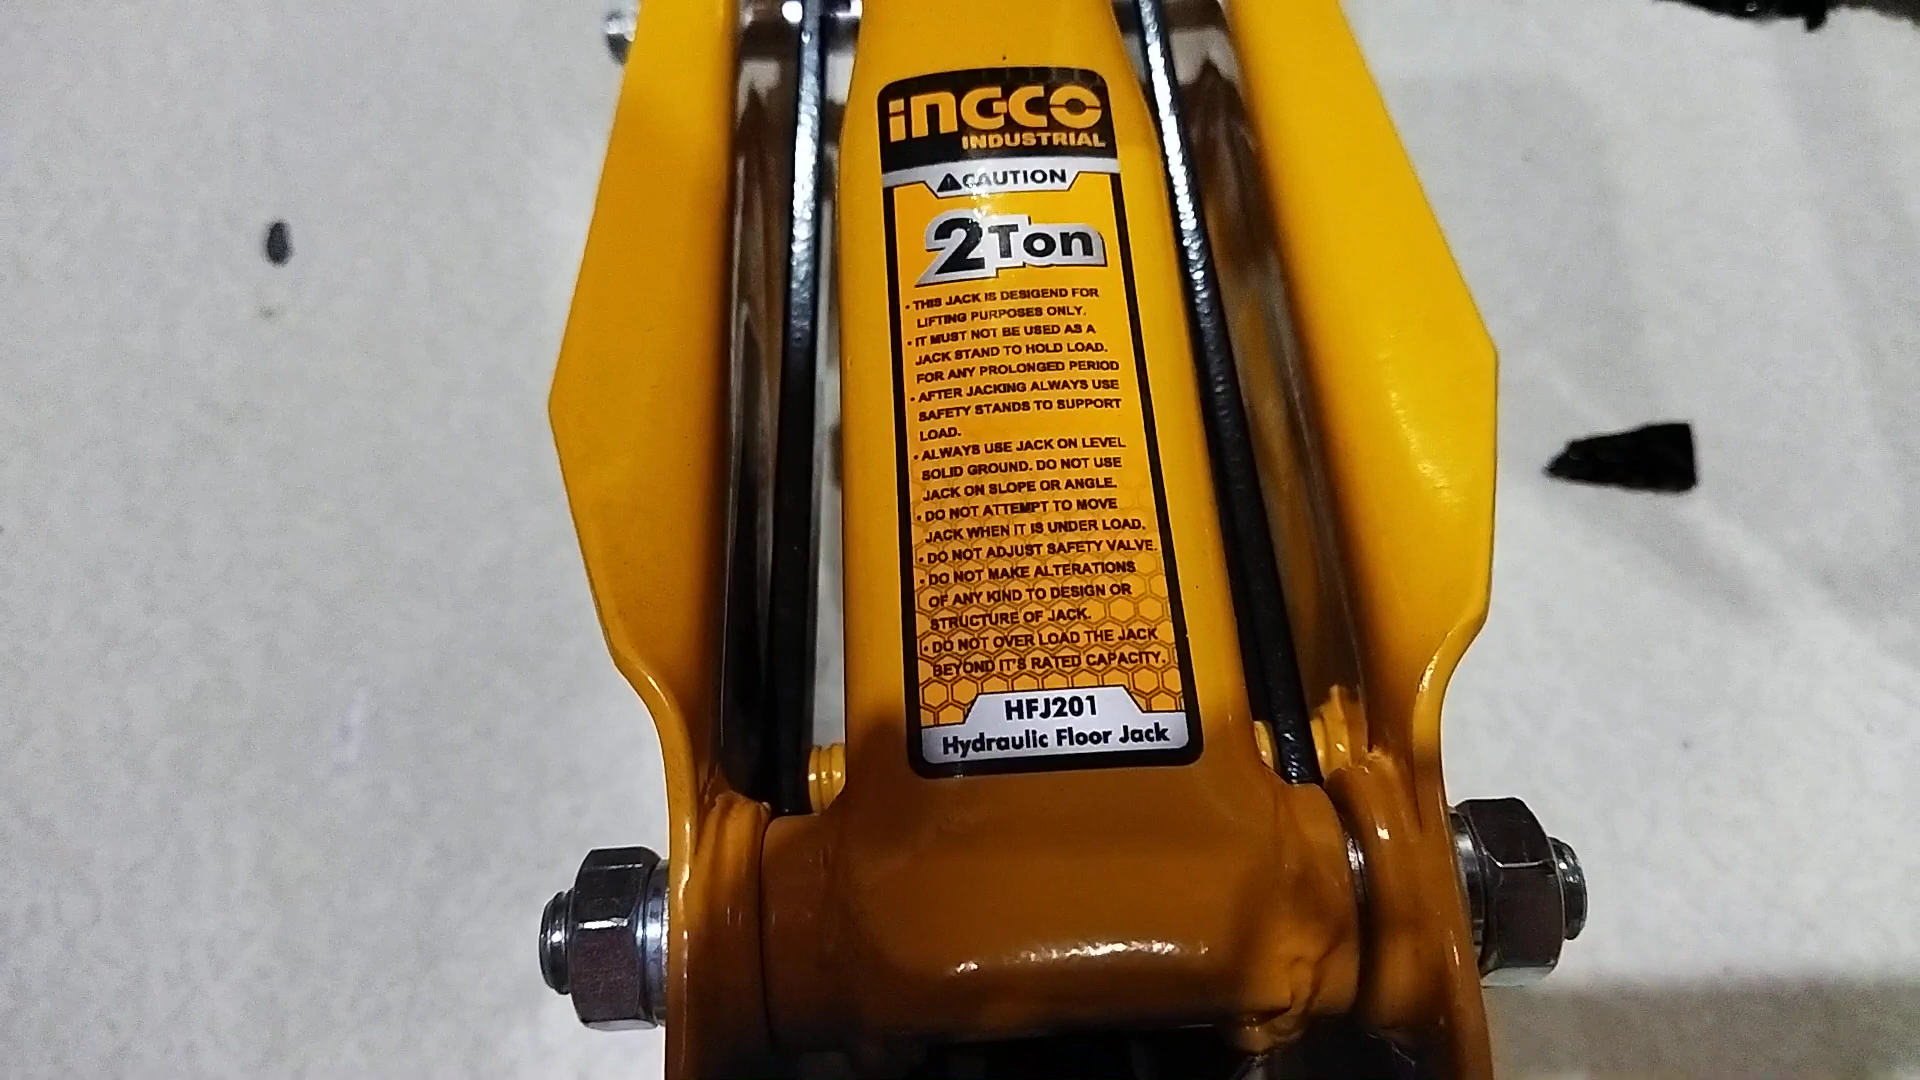 iNGCO
INDUSTRIAL
CAUTION
2Ton
• THIS JACK IS DESIGEND FOR
LIFTING PURPOSES ONLY.
• IT MUST NOT BE USED AS A
JACK STAND TO HOLD LOAD.
FOR ANY PROLONGED PERIOD
• AFTER JACKING ALWAYS USE
SAFETY STANDS TO SUPPORT
LOAD.
• ALWAYS USE JACK ON LEVEL
SOLID GROUND. DO NOT USE
JACK ON SLOPE OR ANGLE.
• DO NOT ATTEMPT TO MOVE
JACK WHEN IT IS UNDER LOAD.
• DO NOT ADJUST SAFETY VALVE.
• DO NOT MAKE ALTERATIONS
OF ANY KIND TO DESIGN OR
STRUCTURE OF JACK.
• DO NOT OVER LOAD THE JACK
BEYOND IT'S RATED CAPACITY.
HFJ201
Hydraulic Floor Jack